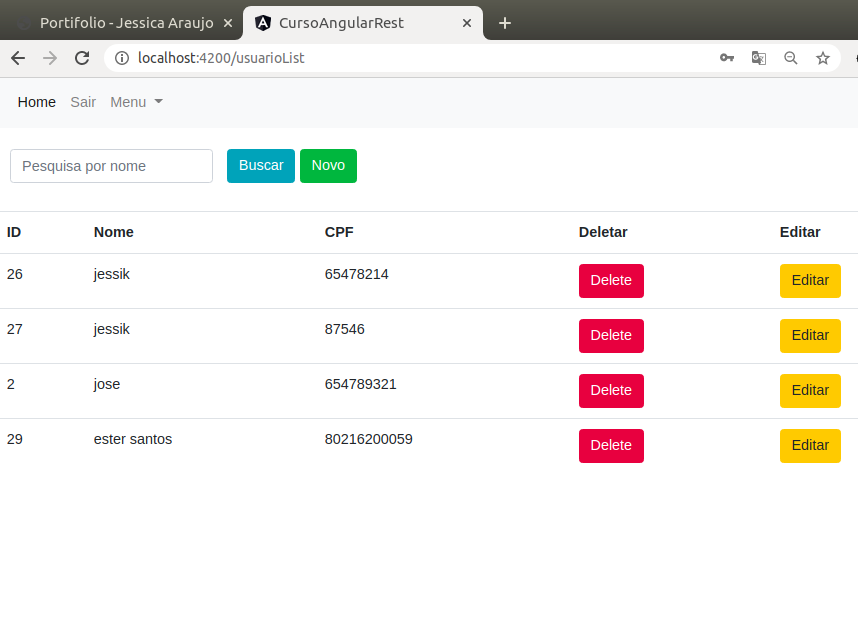 Portifolio - Jessica Araujo CursoAngularRest
localhost:4200/usuarioList
Home Sair Menu
Pesquisa por nome Buscar Novo
ID Nome CPF Deletar Editar
26 jessik 65478214 Delete Editar
27 jessik 87546 Delete Editar
2 jose 654789321 Delete Editar
29 ester santos 80216200059 Delete Editar